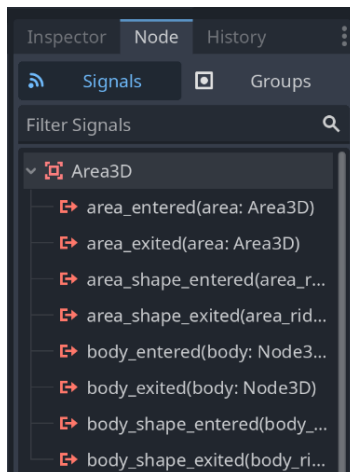 Inspector Node History
Signals Groups
Filter Signals
Area3D
area_entered(area: Area3D)
area_exited(area: Area3D)
area_shape_entered(area_r...
area_shape_exited(area_rid...
body_entered(body: Node3...
body_exited(body: Node3D)
body_shape_entered(body_...
body_shape_exited(body_ri...